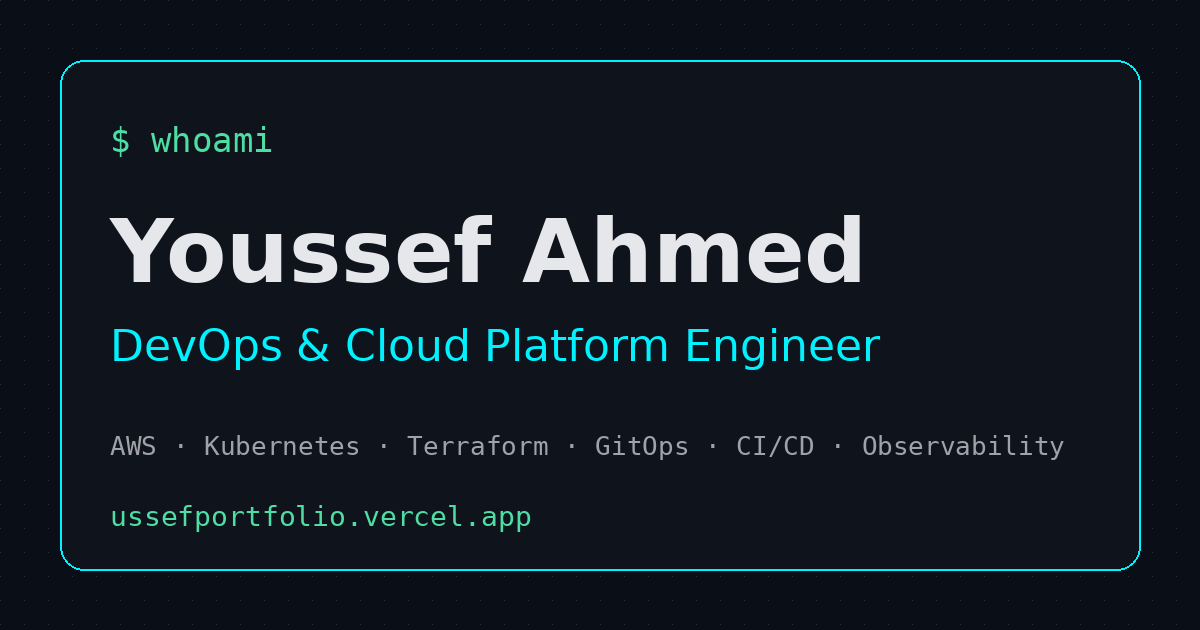 $ whoami
Youssef Ahmed
DevOps & Cloud Platform Engineer
AWS · Kubernetes · Terraform · GitOps · CI/CD · Observability
ussefportfolio.vercel.app